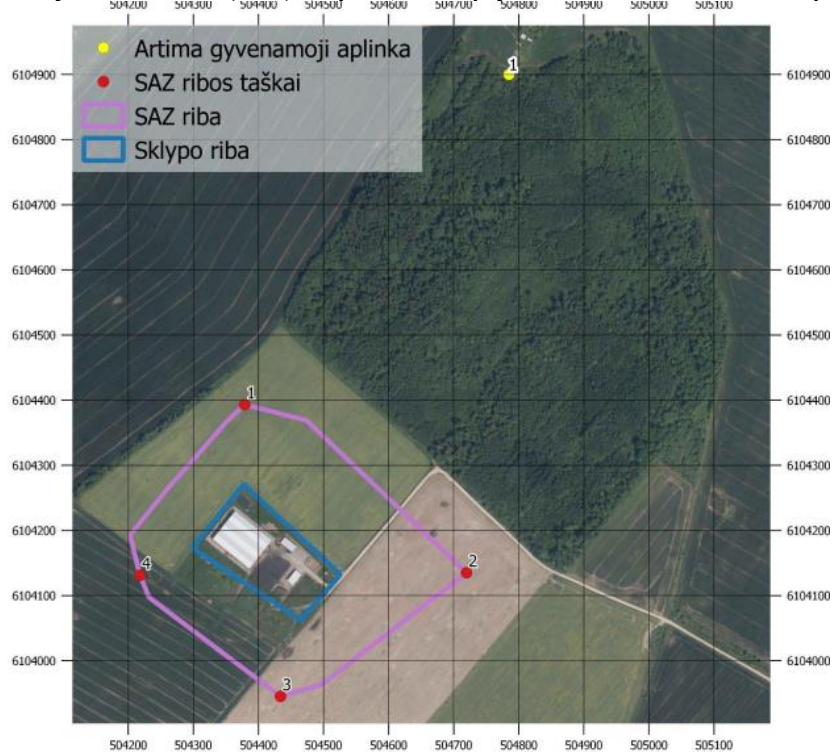 504200 504300 504400 504500 504600 504700 504800 504900 505000 505100
Artima gyvenamoji aplinka
SAZ ribos taškai
SAZ riba
Sklypo riba
1
6104900 6104900
6104800 6104800
6104700 6104700
6104600 6104600
6104500 6104500
6104400 1 6104400
6104300 6104300
6104200 6104200
4 2
6104100 6104100
6104000 6104000
3
504200 504300 504400 504500 504600 504700 504800 504900 505000 505100